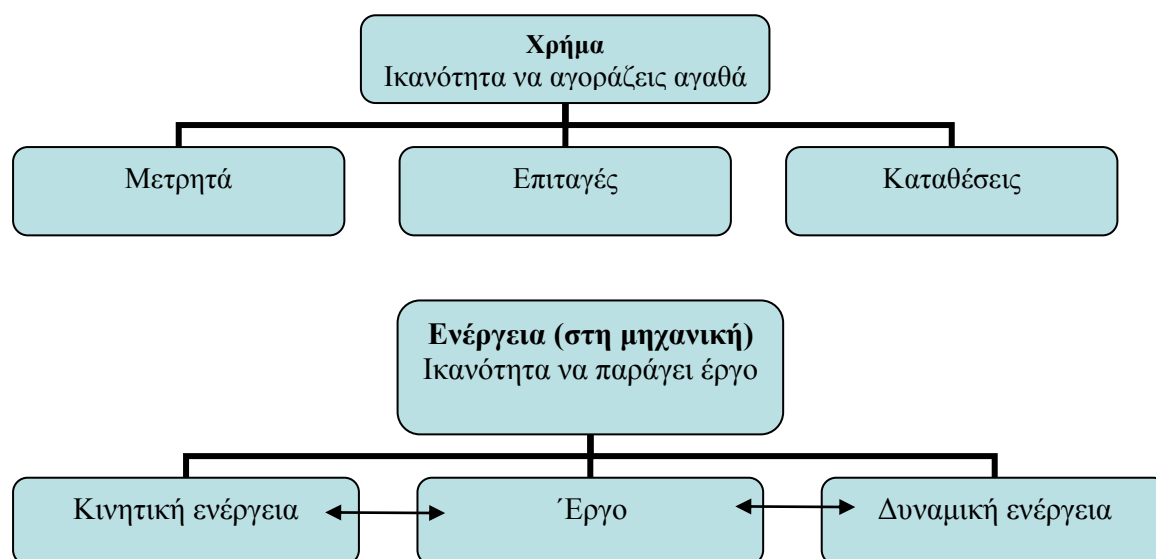 Χρήμα
Ικανότητα να αγοράζεις αγαθά
Μετρητά
Επιταγές
Καταθέσεις
Ενέργεια (στη μηχανική)
Ικανότητα να παράγει έργο
Κινητική ενέργεια
Έργο
Δυναμική ενέργεια